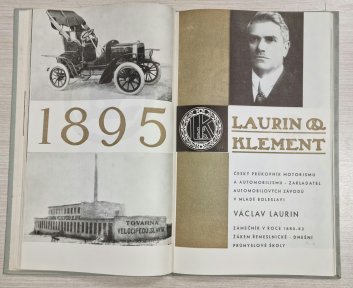 1895
TOVÁRNA
VELOCIPEDŮ SLAVIA
LK
LAURIN &
KLEMENT
ČESKÝ PRŮKOPNÍK MOTORISMU
A AUTOMOBILISMU - ZAKLADATEL
AUTOMOBILOVÝCH ZÁVODŮ
V MLADÉ BOLESLAVI
VÁCLAV LAURIN
ZÁMEČNÍK V ROCE 1880-83
ŽÁKEM ŘEMESLNICKÉ - DNEŠNÍ
PRŮMYSLOVÉ ŠKOLY